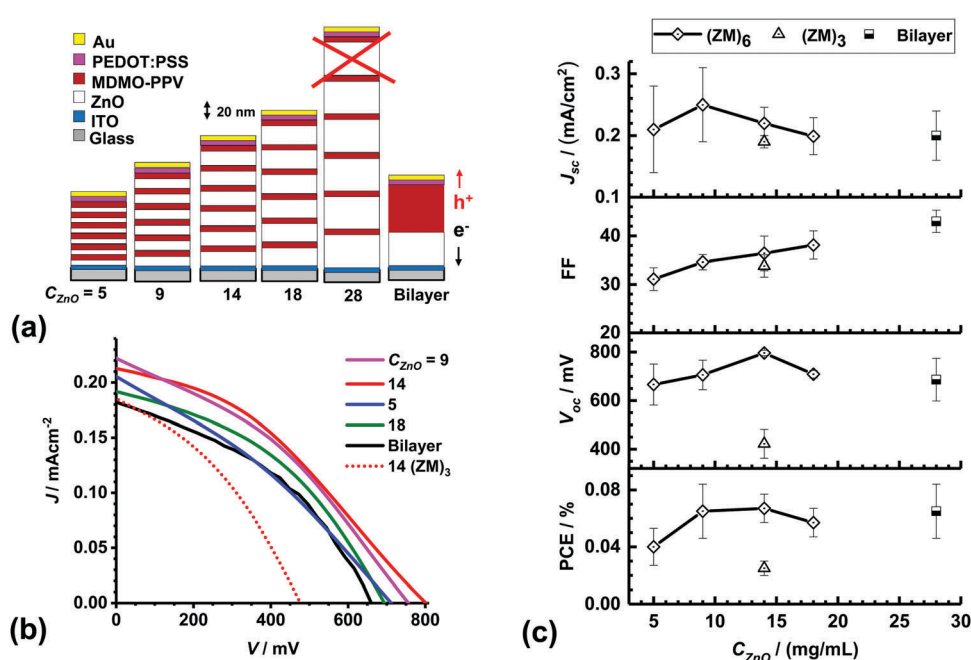 Au
PEDOT:PSS
MDMO-PPV
ZnO
ITO
Glass
20 nm
h+
e-
CZnO = 5 9 14 18 28 Bilayer
(a)
J / mAcm-2
0.20
0.15
0.10
0.05
0.00
0 200 400 600 800
V / mV
CZnO = 9
14
5
18
Bilayer
14 (ZM)3
(b)
(ZM)6 (ZM)3 Bilayer
Jsc / (mA/cm2)
0.3
0.2
0.1
FF
40
30
20
Voc / mV
800
600
400
PCE / %
0.08
0.04
0.00
5 10 15 20 25 30
CZnO / (mg/mL)
(c)